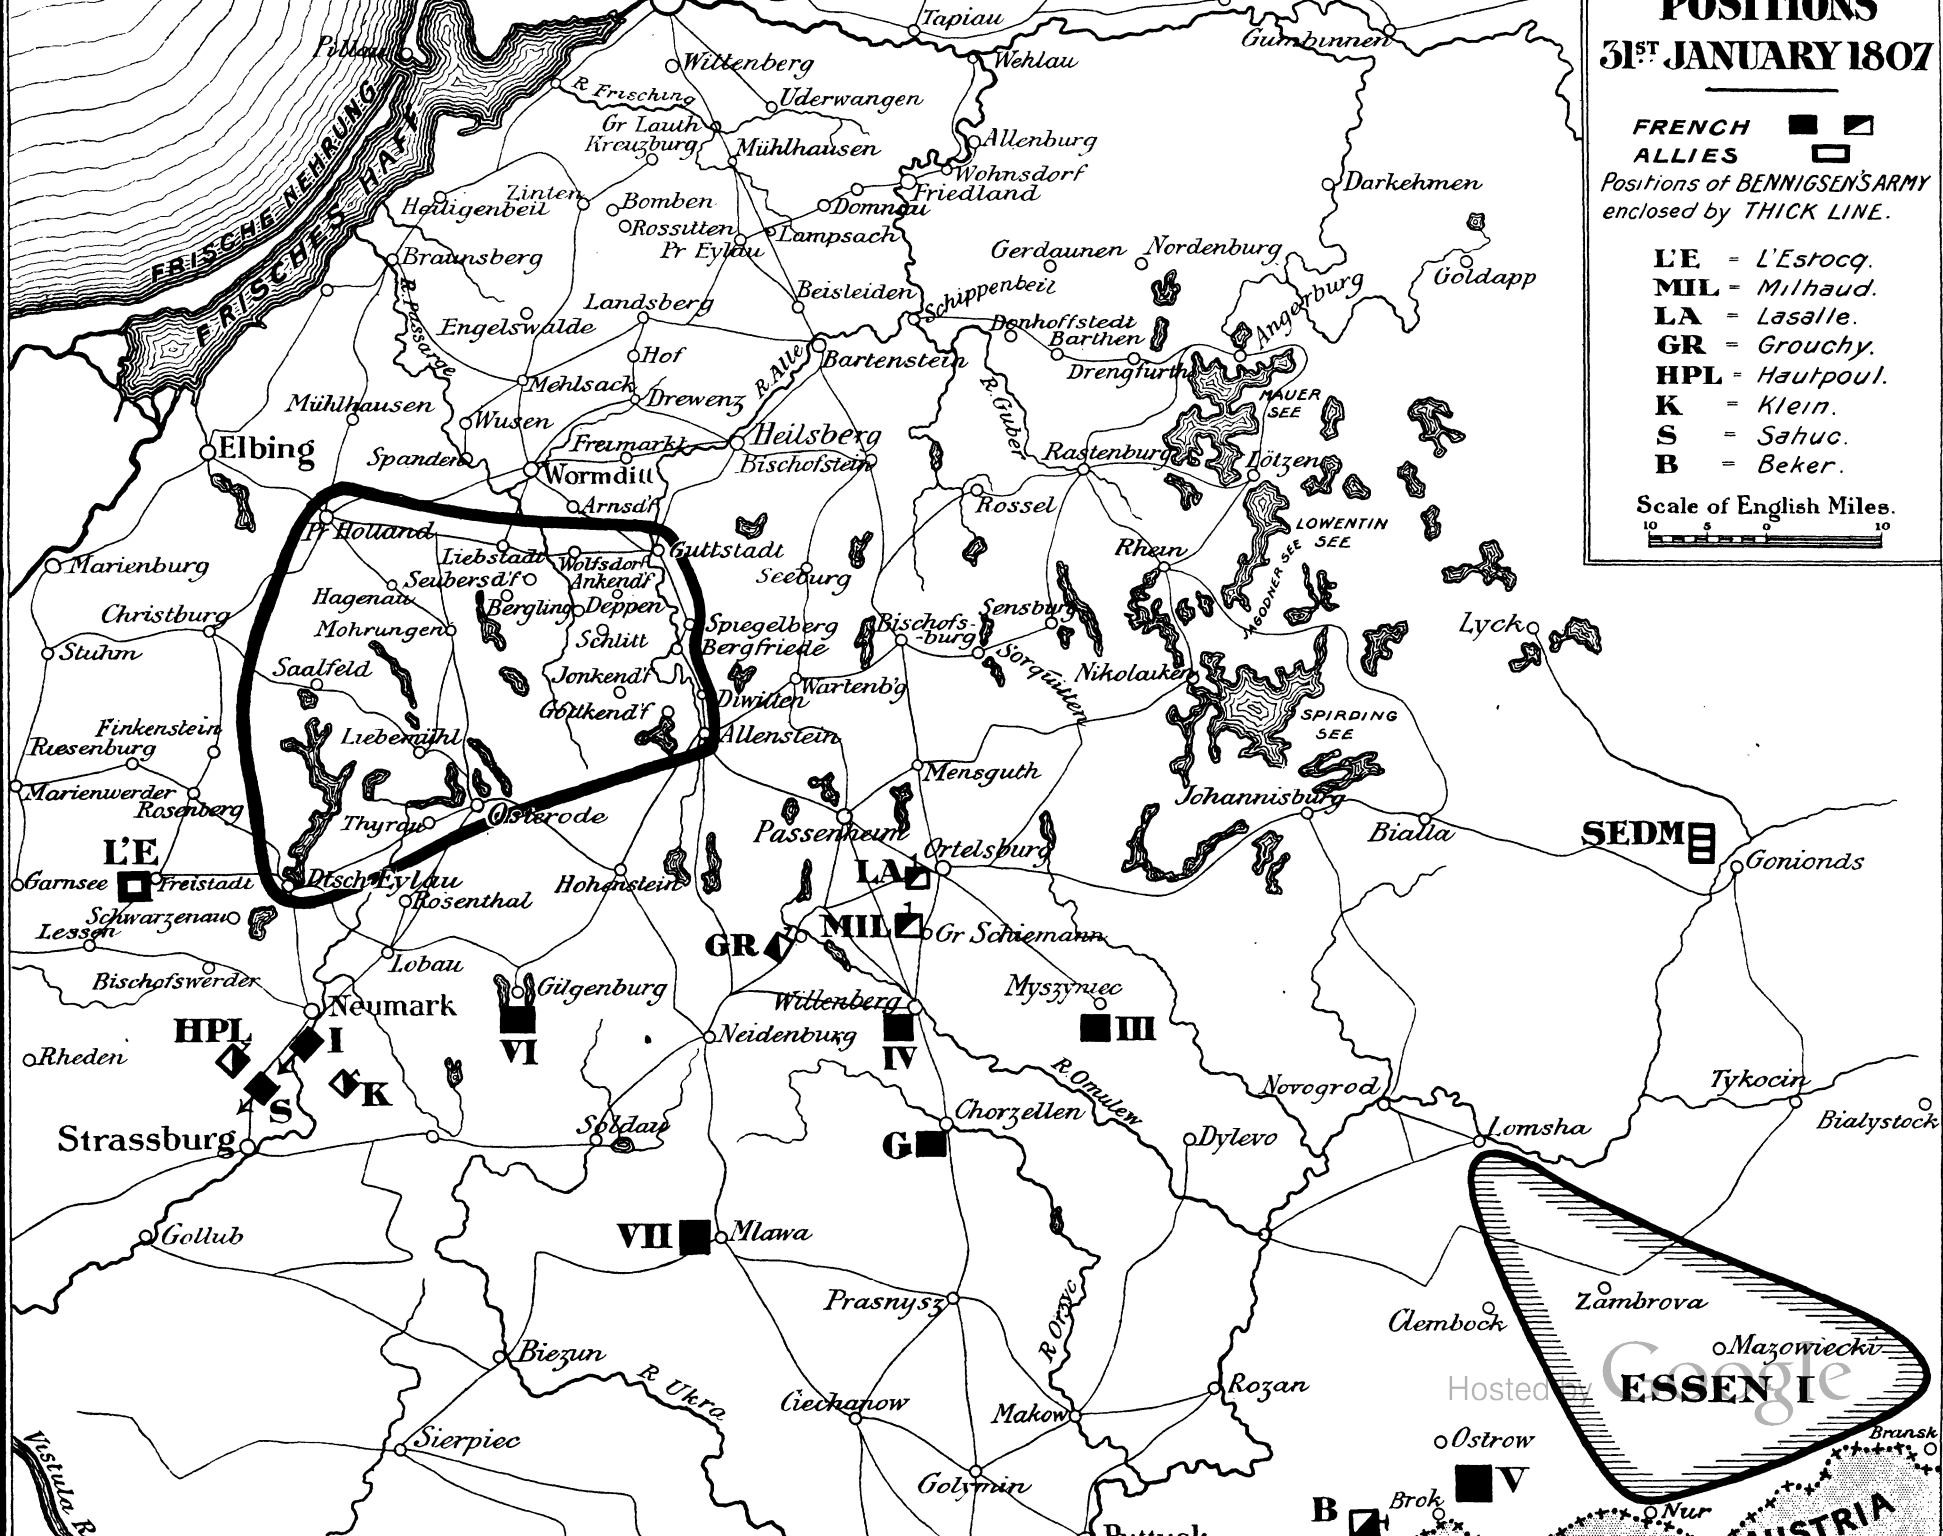 POSITIONS
31ST JANUARY 1807
FRENCH
ALLIES
Positions of BENNIGSEN'S ARMY
enclosed by THICK LINE.
L'E = L'Estocq.
MIL = Milhaud.
LA = Lasalle.
GR = Grouchy.
HPL = Hautpoul.
K = Klein.
S = Sahuc.
B = Beker.
Scale of English Miles.
10 5 0 10
Tapiau
Gumbinnen
Pillau
Wittenberg
Wehlau
R Frisching
Uderwangen
Gr Lauth
Kreuzburg
Mühlhausen
Allenburg
Wohnsdorf
Friedland
Darkehmen
FRISCHE NEHRUNG
FRISCHES HAFF
Heiligenbeil
Zinten
Bomben
Domnau
Rossitten
Lampsach
Pr Eylau
Braunsberg
Gerdaunen
Nordenburg
Goldapp
R. Passarge
Landsberg
Beisleiden
Schippenbeil
Angerburg
Engelswalde
Donhoffstedt
Barthen
Hof
R. Alle
Bartenstein
Drengfurth
Mehlsack
Drewenz
R. Guber
MAUER
SEE
Mühlhausen
Wusen
Elbing
Freimarkt
Heilsberg
Spanden
Bischofstein
Rastenburg
Lötzen
Wormditt
Arnsd'f
Rossel
Pr Holland
LOWENTIN
SEE
Guttstadt
Liebstadt
Wolfsdorf
Rhein
JAGODNER SEE
Marienburg
Seubersd'f
Ankend'f
Seeburg
Hagenau
Bergling
Deppen
Christburg
Sensburg
Mohrungen
Schlitt
Spiegelberg
Bischofs-
-burg
Lyck
Stuhm
Bergfriede
Sorquitten
Saalfeld
Jonkend'f
Nikolaiken
Diwitten
Wartenb'g
Gottkend'f
SPIRDING
SEE
Finkenstein
Liebemühl
Allenstein
Riesenburg
Mensguth
Marienwerder
Rosenberg
Johannisburg
Thyrau
Osterode
Passenheim
Bialla
SEDM
L'E
Ortelsburg
Gonionds
Garnsee
Freistadt
Dtsch Eylau
Hohenstein
LA
Schwarzenau
Rosenthal
Lessen
GR
MIL
Gr Schiemann
Lobau
Bischofswerder
Gilgenburg
Myszyniec
Neumark
Willenberg
HPL
I
VI
Neidenburg
IV
III
Rheden
K
S
R. Omulew
Novogrod
Tykocin
Strassburg
Soldau
Chorzellen
Bialystock
G
Dylevo
Lomsha
Gollub
VII
Mlawa
Prasnysz
R Orzyc
Clembock
Zambrova
Biezun
Mazowiecki
R Ukra
ESSEN I
Hosted by Google
Ciechanow
Makow
Rozan
Sierpiec
Ostrow
Bransk
Vistula R.
Golymin
V
B
Brok
Nur
AUSTRIA
Pultusk